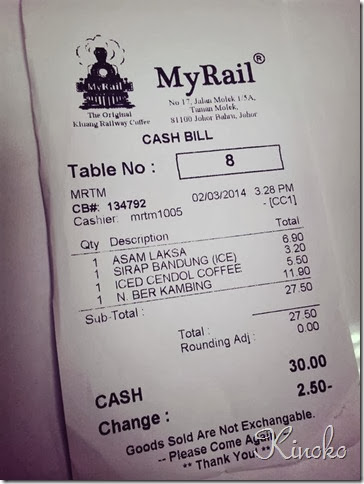 MyRail
The Original
Kluang Railway Coffee
MyRail®
No 17, Jalan Molek 1/5A,
Taman Molek,
81100 Johor Bahru, Johor
CASH BILL
Table No : 8
MRTM
CB#: 134792 02/03/2014 3:28 PM
Cashier: mrtm1005 - [CC1]
Qty Description Total
1 ASAM LAKSA 6.90
1 SIRAP BANDUNG (ICE) 3.20
1 ICED CENDOL COFFEE 5.50
1 N. BER KAMBING 11.90
Sub-Total : 27.50
Total : 27.50
Rounding Adj : 0.00
CASH 30.00
Change : 2.50-
Goods Sold Are Not Exchangable.
-- Please Come Again
** Thank You **
Kinoko